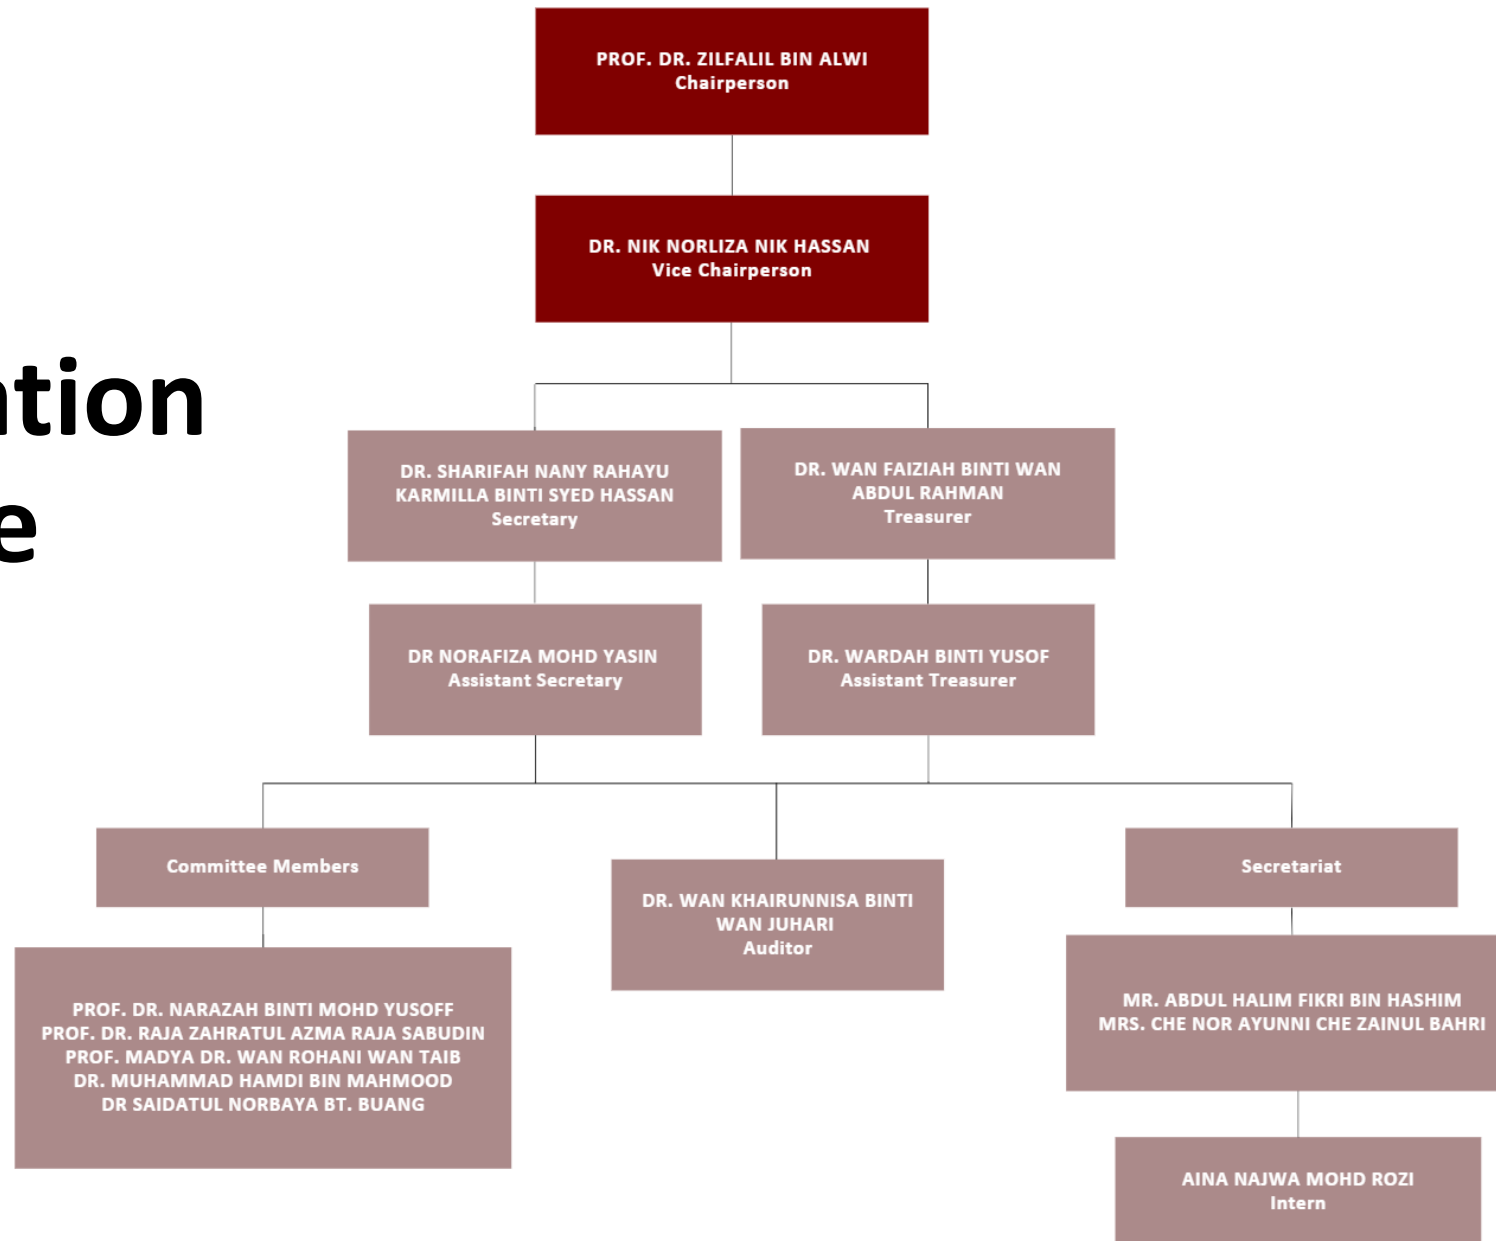 PROF. DR. ZILFALIL BIN ALWI
Chairperson
DR. NIK NORLIZA NIK HASSAN
Vice Chairperson
ation
e
DR. SHARIFAH NANY RAHAYU
KARMILLA BINTI SYED HASSAN
Secretary
DR. WAN FAIZIAH BINTI WAN
ABDUL RAHMAN
Treasurer
DR NORAFIZA MOHD YASIN
Assistant Secretary
DR. WARDAH BINTI YUSOF
Assistant Treasurer
Committee Members
PROF. DR. NARAZAH BINTI MOHD YUSOFF
PROF. DR. RAJA ZAHRATUL AZMA RAJA SABUDIN
PROF. MADYA DR. WAN ROHANI WAN TAIB
DR. MUHAMMAD HAMDI BIN MAHMOOD
DR SAIDATUL NORBAYA BT. BUANG
DR. WAN KHAIRUNNISA BINTI
WAN JUHARI
Auditor
Secretariat
MR. ABDUL HALIM FIKRI BIN HASHIM
MRS. CHE NOR AYUNNI CHE ZAINUL BAHRI
AINA NAJWA MOHD ROZI
Intern